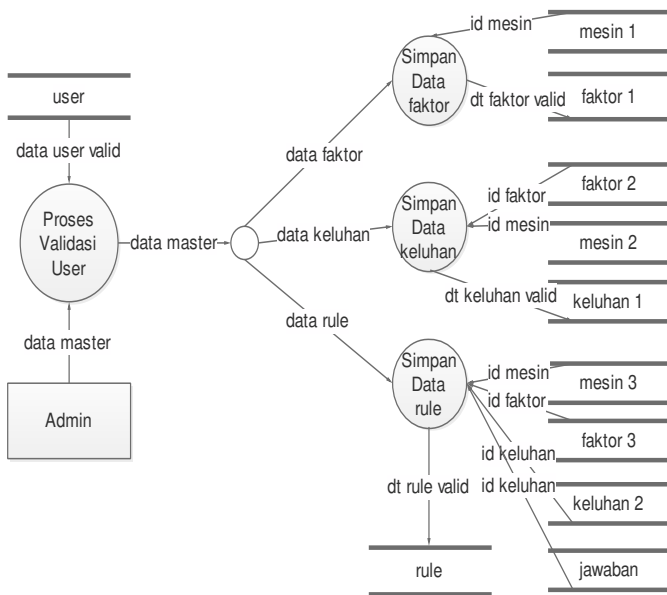 id mesin
mesin 1
Simpan
Data
faktor
dt faktor valid
faktor 1
user
data user valid
data faktor
Proses
Validasi
User
data master
data keluhan
Simpan
Data
keluhan
id faktor
faktor 2
id mesin
mesin 2
dt keluhan valid
keluhan 1
data master
data rule
Admin
Simpan
Data
rule
id mesin
mesin 3
id faktor
faktor 3
id keluhan
id keluhan
keluhan 2
dt rule valid
rule
jawaban